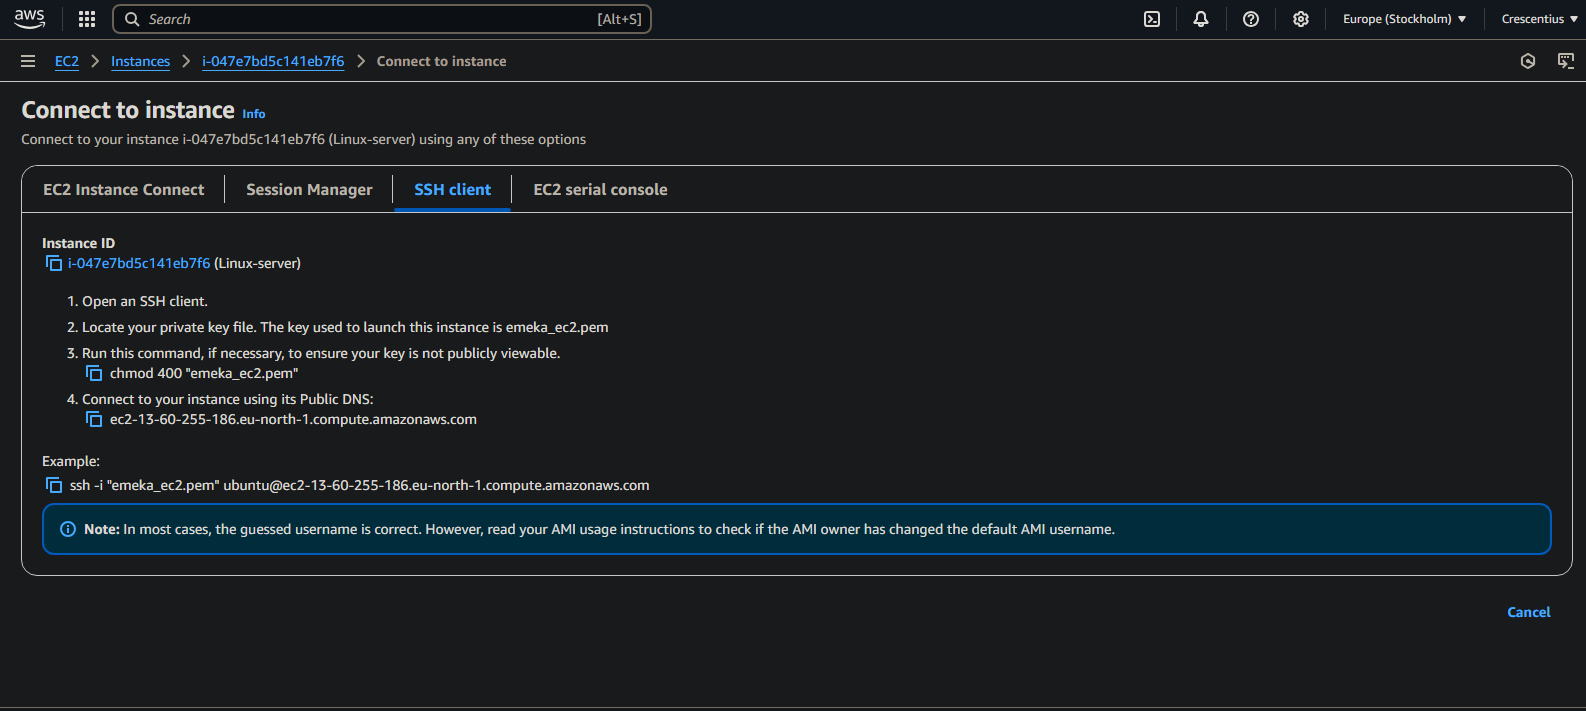 aws
Search [Alt+S] Europe (Stockholm) Crescentius
EC2 Instances i-047e7bd5c141eb7f6 Connect to instance
Connect to instance Info
Connect to your instance i-047e7bd5c141eb7f6 (Linux-server) using any of these options
EC2 Instance Connect Session Manager SSH client EC2 serial console
Instance ID
i-047e7bd5c141eb7f6 (Linux-server)
1. Open an SSH client.
2. Locate your private key file. The key used to launch this instance is emeka_ec2.pem
3. Run this command, if necessary, to ensure your key is not publicly viewable.
chmod 400 "emeka_ec2.pem"
4. Connect to your instance using its Public DNS:
ec2-13-60-255-186.eu-north-1.compute.amazonaws.com
Example:
ssh -i "emeka_ec2.pem" ubuntu@ec2-13-60-255-186.eu-north-1.compute.amazonaws.com
Note: In most cases, the guessed username is correct. However, read your AMI usage instructions to check if the AMI owner has changed the default AMI username.
Cancel